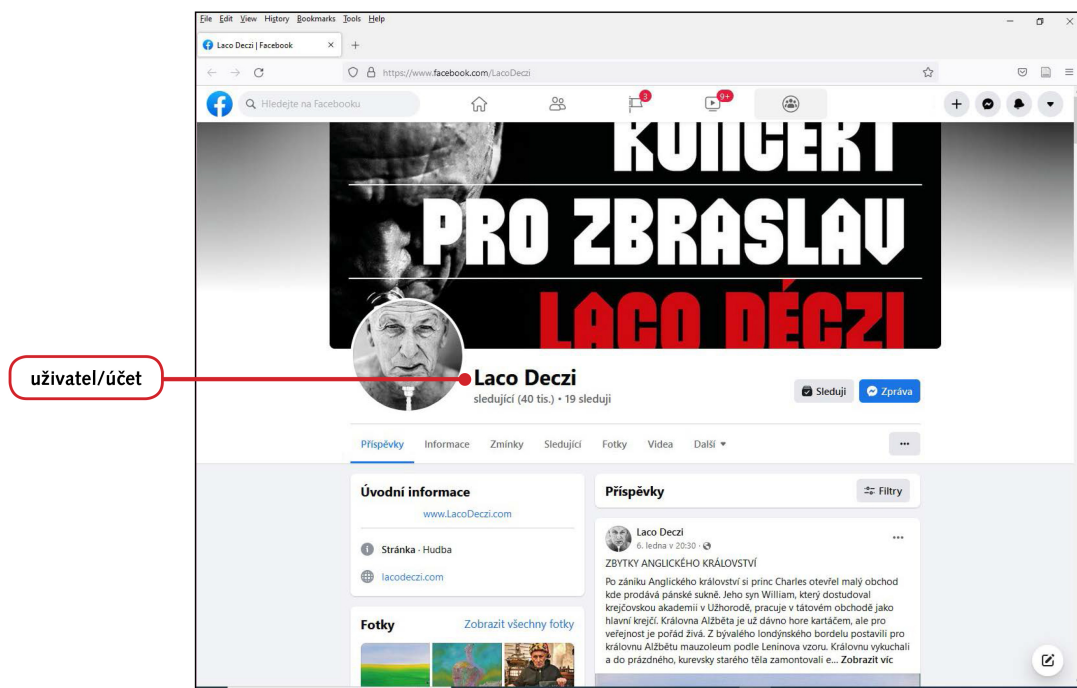 File Edit View History Bookmarks Tools Help
Laco Deczi | Facebook
https://www.facebook.com/LacoDeczi
Hledejte na Facebooku
3
9+
KONCERT
PRO ZBRASLAV
LACO DÉCZI
uživatel/účet
Laco Deczi
sledující (40 tis.) • 19 sleduji
Sleduji
Zpráva
Příspěvky Informace Zmínky Sledující Fotky Videa Další
Úvodní informace
www.LacoDeczi.com
Stránka · Hudba
lacodeczi.com
Fotky
Zobrazit všechny fotky
Příspěvky
Filtry
Laco Deczi
6. ledna v 20:30 ·
ZBYTKY ANGLICKÉHO KRÁLOVSTVÍ
Po zániku Anglického království si princ Charles otevřel malý obchod
kde prodává pánské sukně. Jeho syn William, který dostudoval
krejčovskou akademii v Užhorodě, pracuje v tátovém obchodě jako
hlavní krejčí. Královna Alžběta je už dávno hore kartáčem, ale pro
veřejnost je pořád živá. Z bývalého londýnského bordelu postavili pro
královnu Alžbětu mauzoleum podle Leninova vzoru. Královnu vykuchali
a do prázdného, kurevsky starého těla zamontovali e... Zobrazit víc